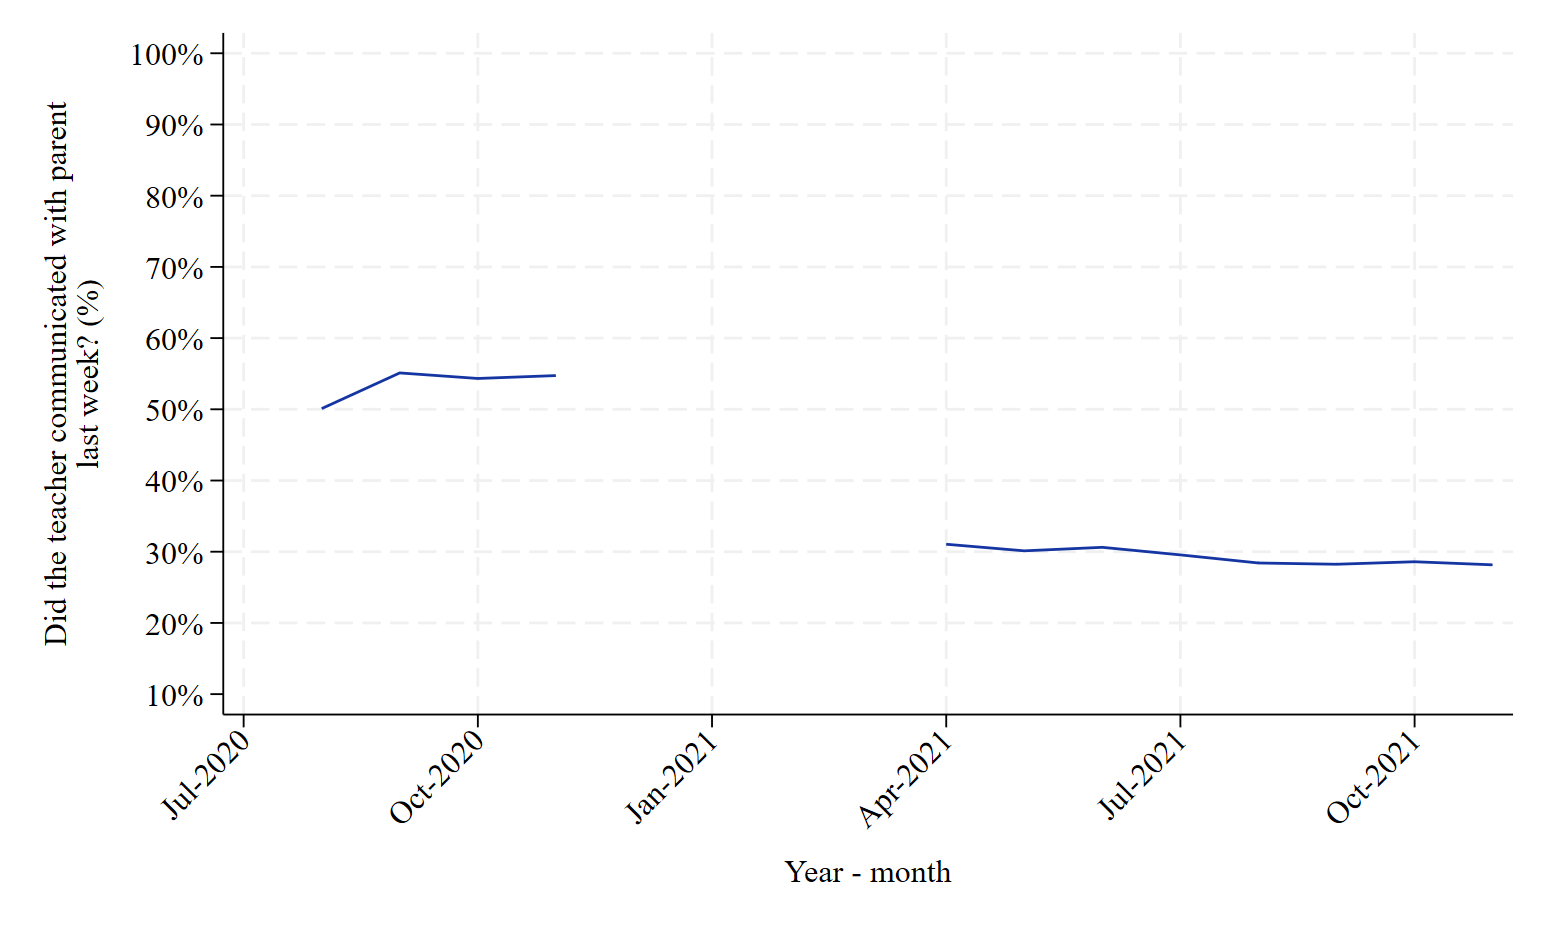 Did the teacher communicated with parent
last week? (%)
100%
90%
80%
70%
60%
50%
40%
30%
20%
10%
Jul-2020
Oct-2020
Jan-2021
Apr-2021
Jul-2021
Oct-2021
Year - month